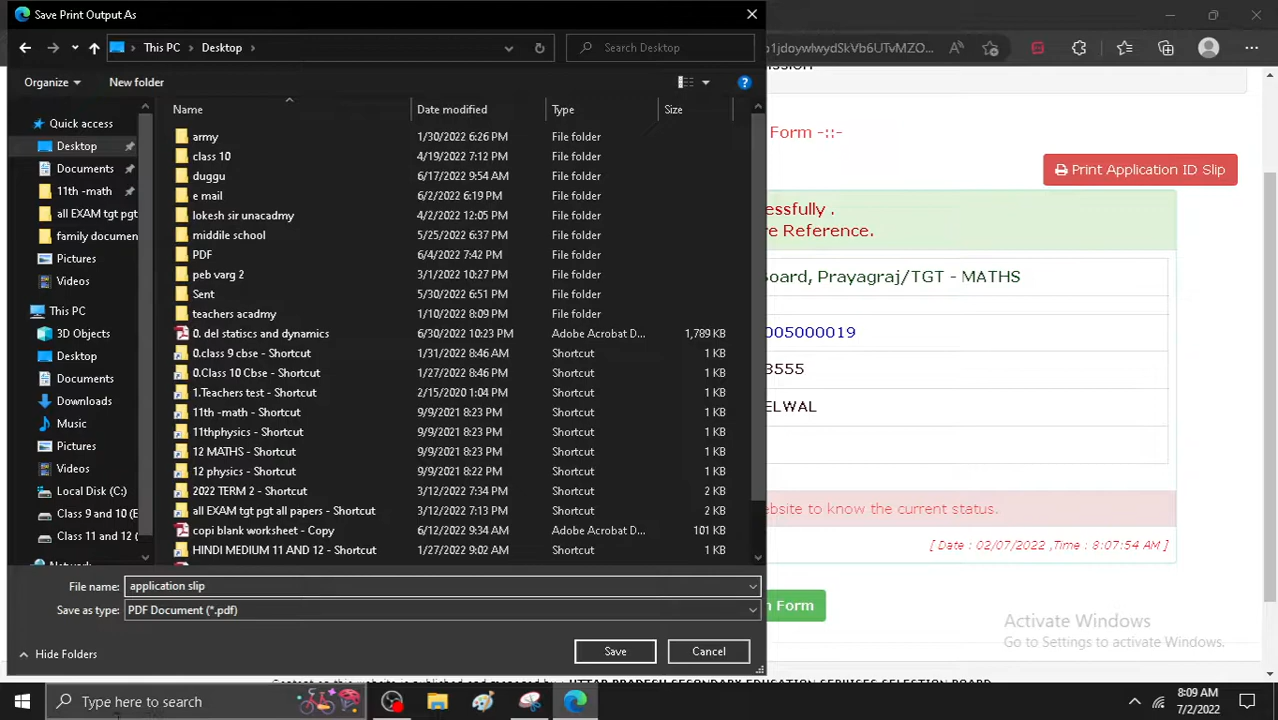 Save Print Output As
This PC > Desktop >
Search Desktop
b1jdoywlwydSkVb6UTvMZO...
Organize
New folder
Name
Date modified
Type
Size
Quick access
Desktop
Documents
11th -math
all EXAM tgt pgt
family documen
Pictures
Videos
This PC
3D Objects
Desktop
Documents
Downloads
Music
Pictures
Videos
Local Disk (C:)
Class 9 and 10 (E
Class 11 and 12 (
army 1/30/2022 6:26 PM File folder
class 10 4/19/2022 7:12 PM File folder
duggu 6/17/2022 9:54 AM File folder
e mail 6/2/2022 6:19 PM File folder
lokesh sir unacadmy 4/2/2022 12:05 PM File folder
middile school 5/25/2022 6:37 PM File folder
PDF 6/4/2022 7:42 PM File folder
peb varg 2 3/1/2022 10:27 PM File folder
Sent 5/30/2022 6:51 PM File folder
teachers acadmy 1/10/2022 8:09 PM File folder
0. del statiscs and dynamics 6/30/2022 10:23 PM Adobe Acrobat D... 1,789 KB
0.class 9 cbse - Shortcut 1/31/2022 8:46 AM Shortcut 1 KB
0.Class 10 Cbse - Shortcut 1/27/2022 8:46 PM Shortcut 1 KB
1.Teachers test - Shortcut 2/15/2020 1:04 PM Shortcut 1 KB
11th -math - Shortcut 9/9/2021 8:23 PM Shortcut 1 KB
11thphysics - Shortcut 9/9/2021 8:23 PM Shortcut 1 KB
12 MATHS - Shortcut 9/9/2021 8:23 PM Shortcut 1 KB
12 physics - Shortcut 9/9/2021 8:22 PM Shortcut 1 KB
2022 TERM 2 - Shortcut 3/12/2022 7:34 PM Shortcut 2 KB
all EXAM tgt pgt all papers - Shortcut 3/12/2022 7:13 PM Shortcut 2 KB
copi blank worksheet - Copy 6/12/2022 9:34 AM Adobe Acrobat D... 101 KB
HINDI MEDIUM 11 AND 12 - Shortcut 1/27/2022 9:02 AM Shortcut 1 KB
File name: application slip
Save as type: PDF Document (*.pdf)
Hide Folders
Save
Cancel
Form -::-
Print Application ID Slip
essfully .
re Reference.
oard, Prayagraj/TGT - MATHS
005000019
3555
ELWAL
ebsite to know the current status.
[ Date : 02/07/2022 ,Time : 8:07:54 AM ]
n Form
Activate Windows
Go to Settings to activate Windows.
Type here to search
8:09 AM
7/2/2022